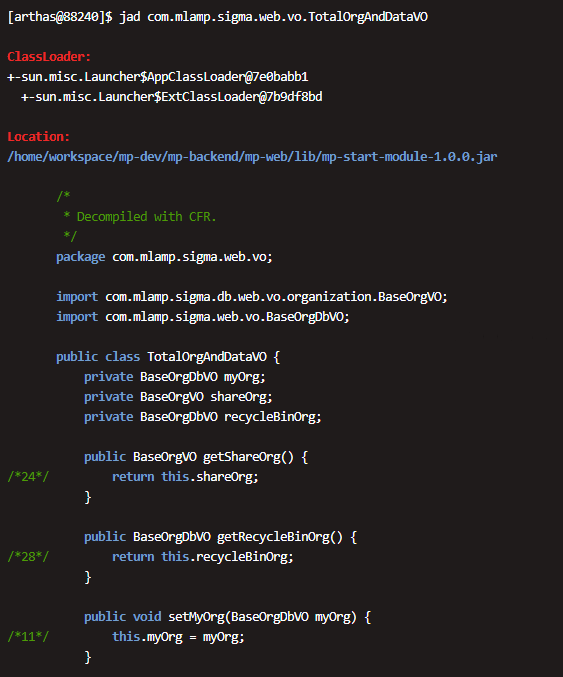 [arthas@88240]$ jad com.mlamp.sigma.web.vo.TotalOrgAndDataVO
ClassLoader:
+-sun.misc.Launcher$AppClassLoader@7e0babb1
  +-sun.misc.Launcher$ExtClassLoader@7b9df8bd
Location:
/home/workspace/mp-dev/mp-backend/mp-web/lib/mp-start-module-1.0.0.jar
       /*
        * Decompiled with CFR.
        */
       package com.mlamp.sigma.web.vo;
       import com.mlamp.sigma.db.web.vo.organization.BaseOrgVO;
       import com.mlamp.sigma.web.vo.BaseOrgDbVO;
       public class TotalOrgAndDataVO {
           private BaseOrgDbVO myOrg;
           private BaseOrgVO shareOrg;
           private BaseOrgDbVO recycleBinOrg;
           public BaseOrgVO getShareOrg() {
/*24*/         return this.shareOrg;
           }
           public BaseOrgDbVO getRecycleBinOrg() {
/*28*/         return this.recycleBinOrg;
           }
           public void setMyOrg(BaseOrgDbVO myOrg) {
/*11*/         this.myOrg = myOrg;
           }